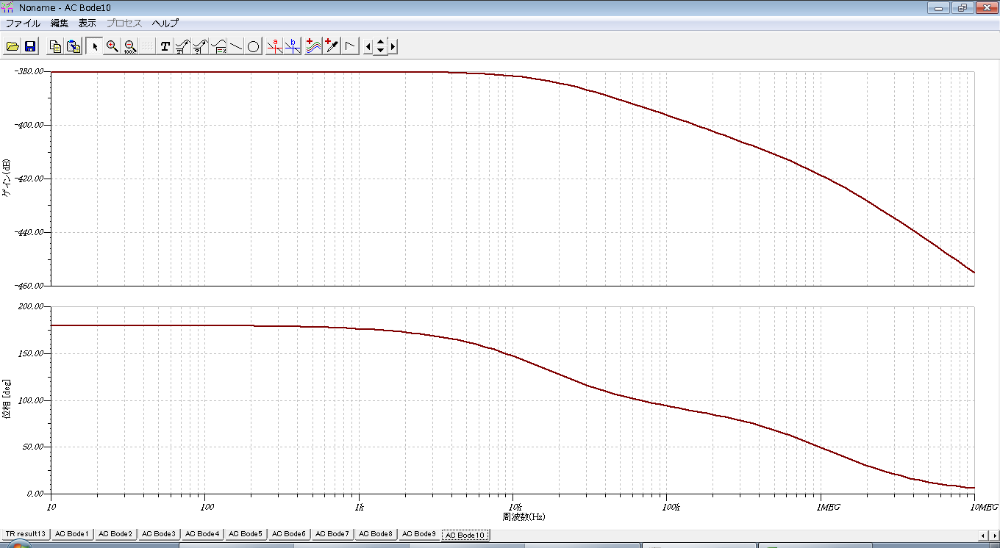 Noname - AC Bode10
ファイル 編集 表示 プロセス ヘルプ
T 100% a b
-380.00
-400.00
-420.00
-440.00
-460.00
ゲイン(dB)
200.00
150.00
100.00
50.00
0.00
位相 [deg]
10 100 1k 10k 100k 1MEG 10MEG
周波数(Hz)
TR result13 AC Bode1 AC Bode2 AC Bode3 AC Bode4 AC Bode5 AC Bode6 AC Bode7 AC Bode8 AC Bode9 AC Bode10